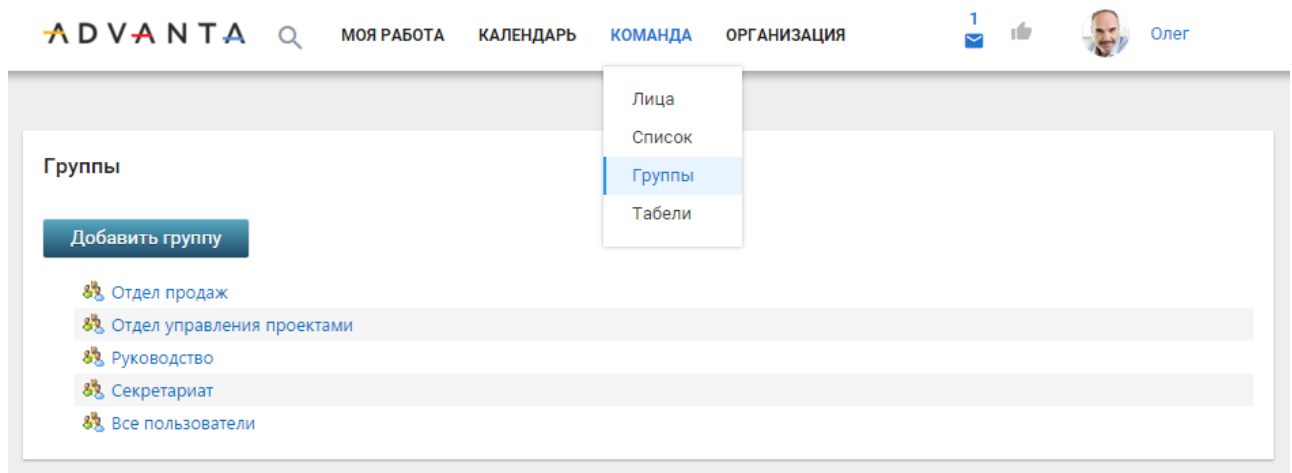 1
ADVANTA МОЯ РАБОТА КАЛЕНДАРЬ КОМАНДА ОРГАНИЗАЦИЯ Олег
Лица
Список
Группы
Табели
Группы
Добавить группу
Отдел продаж
Отдел управления проектами
Руководство
Секретариат
Все пользователи